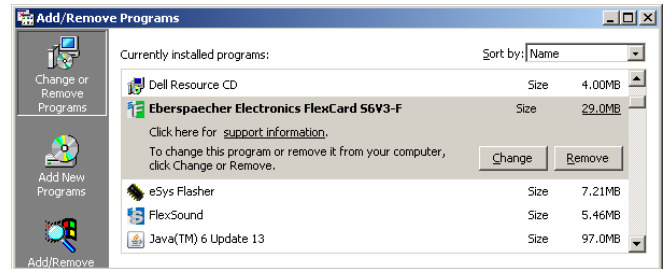 Add/Remove Programs
Change or
Remove
Programs
Add New
Programs
Add/Remove
Currently installed programs: Sort by: Name
Dell Resource CD Size 4.00MB
Eberspaecher Electronics FlexCard S6V3-F Size 29.0MB
Click here for support information.
To change this program or remove it from your computer,
click Change or Remove. Change Remove
eSys Flasher Size 7.21MB
FlexSound Size 5.46MB
Java(TM) 6 Update 13 Size 97.0MB